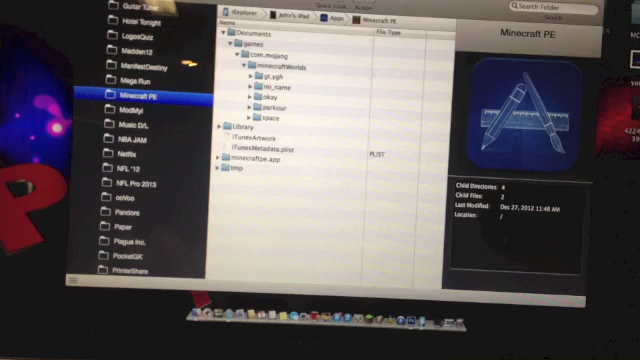 Quick Look
Action
Search Folder
Search
iExplorer
John's iPad
Apps
Minecraft PE
Name
File Type
Guitar Tuner
Hotel Tonight
LogosQuiz
Madden12
ManifestDestiny
Mega Run
Minecraft PE
ModMyI
Music D/L
NBA JAM
Netflix
NFL '12
NFL Pro 2013
ooVoo
Pandora
Paper
Plague Inc.
PocketGK
PrinterShare
Documents
games
com.mojang
minecraftWorlds
gt,ygh
no_name
okay
parkour
space
Library
iTunesArtwork
iTunesMetadata.plist
PLIST
minecraftpe.app
tmp
Minecraft PE
Child Directories: 4
Child Files: 2
Last Modified: Dec 27, 2012 11:48 AM
Location: /
P